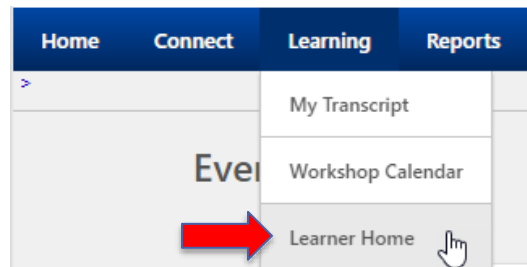 Home Connect Learning Reports
>
My Transcript
Workshop Calendar
Learner Home